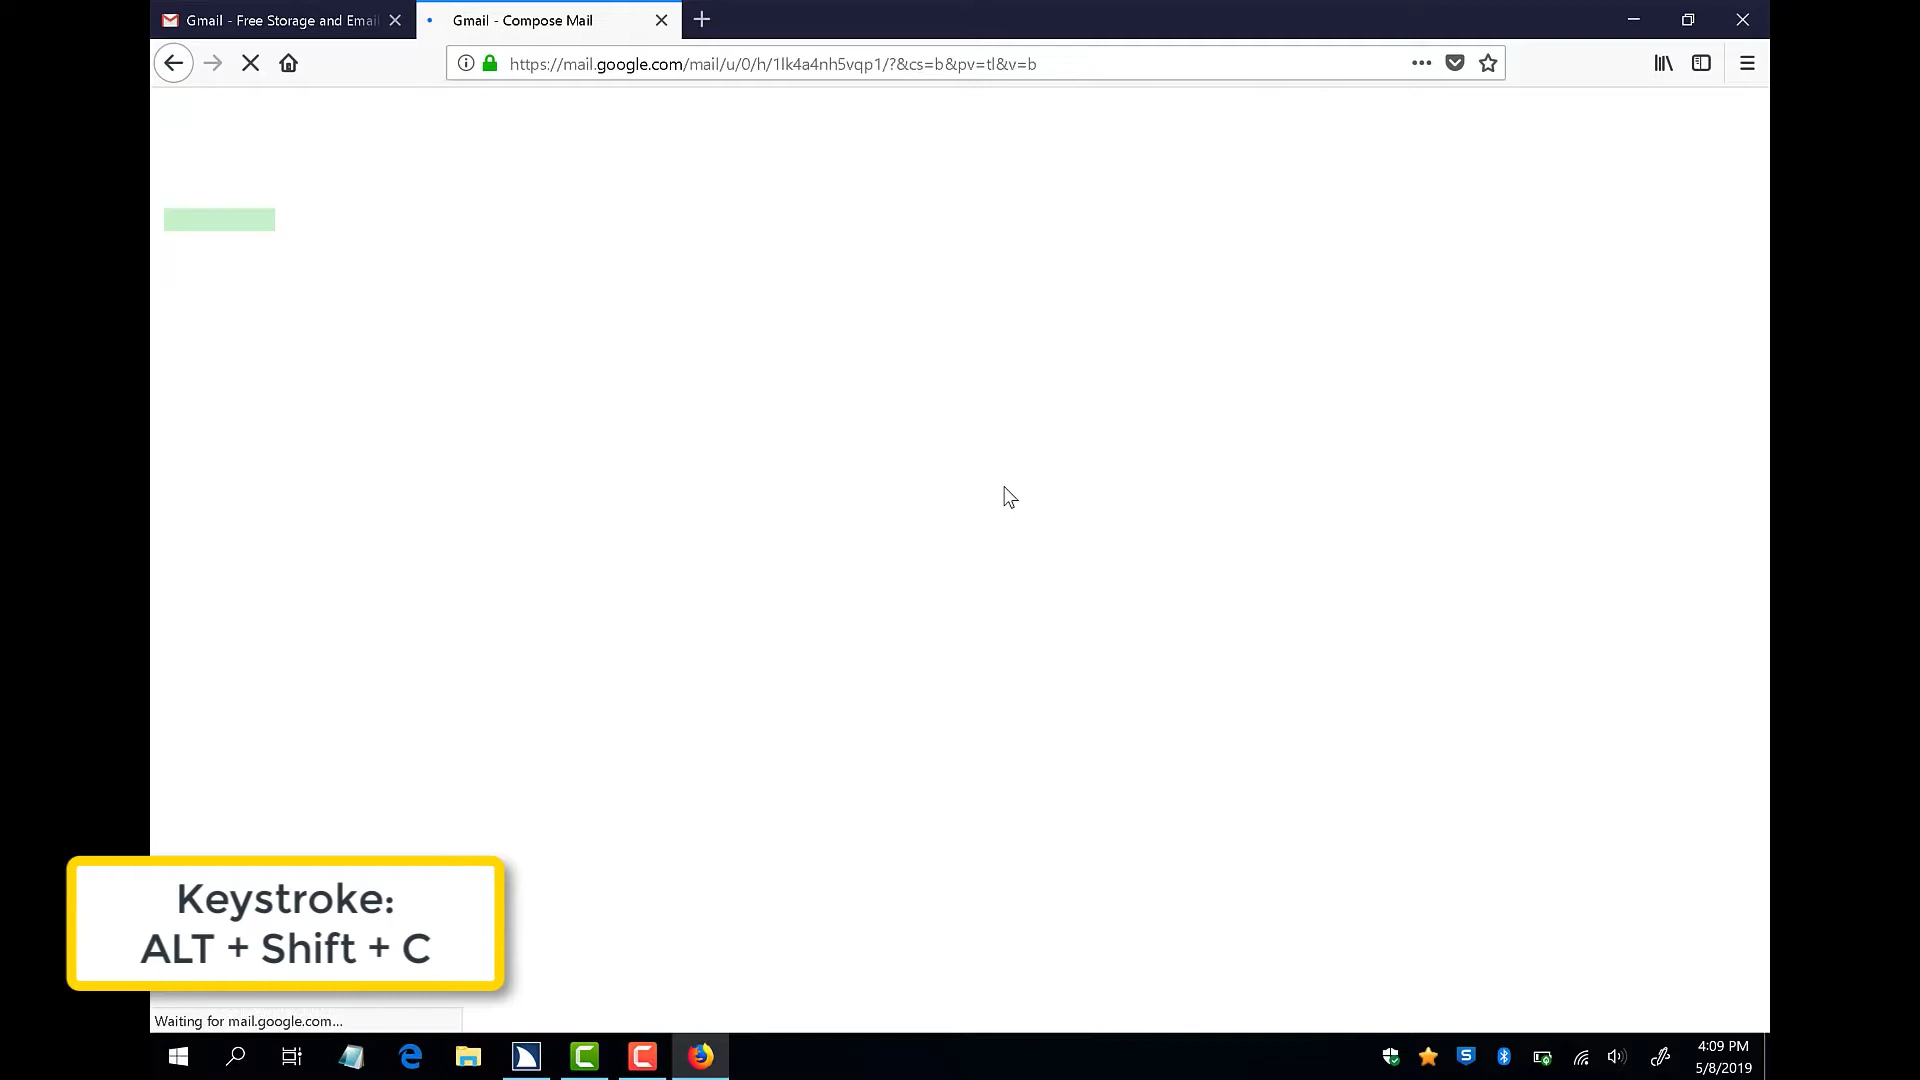 Gmail - Free Storage and Email
Gmail - Compose Mail
https://mail.google.com/mail/u/0/h/1lk4a4nh5vqp1/?&cs=b&pv=tl&v=b
Keystroke:
ALT + Shift + C
Waiting for mail.google.com...
4:09 PM
5/8/2019